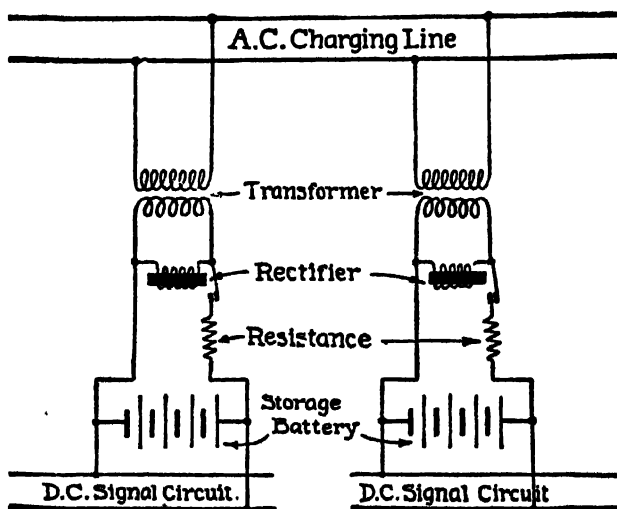 A.C. Charging Line
Transformer
Rectifier
Resistance
Storage
Battery
D.C. Signal Circuit.
D.C. Signal Circuit